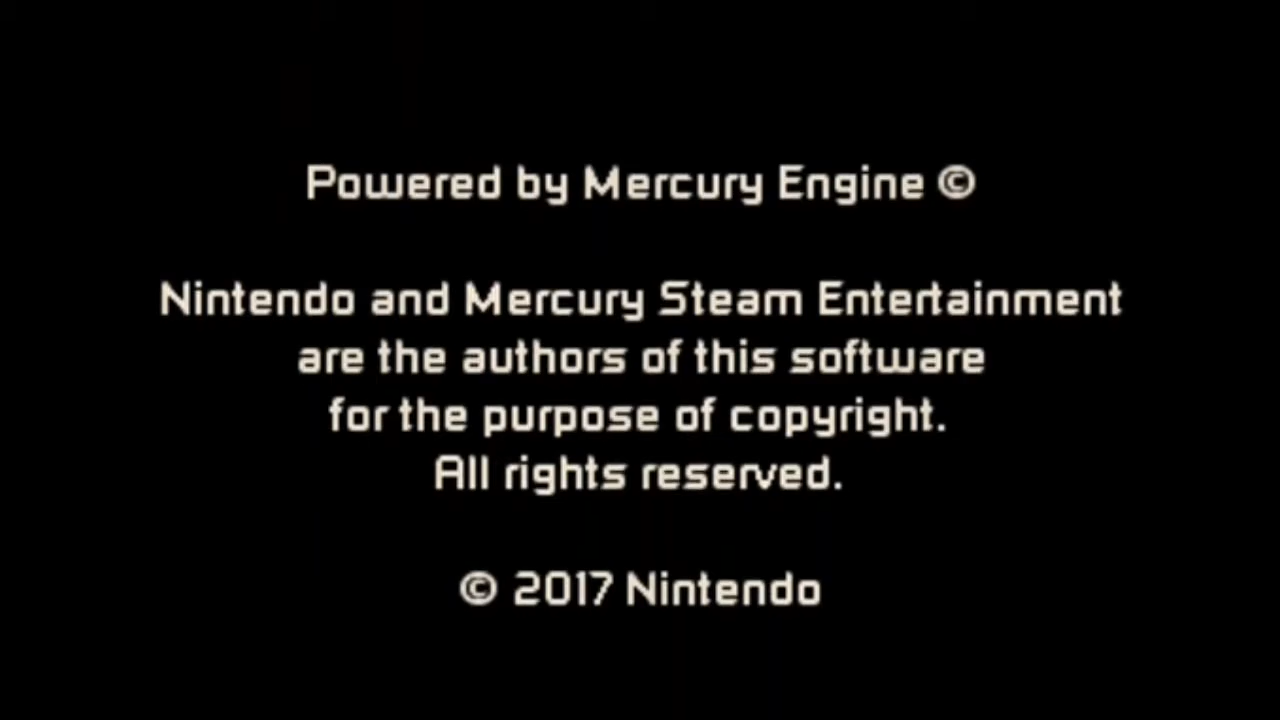 Powered by Mercury Engine ©
Nintendo and Mercury Steam Entertainment
are the authors of this software
for the purpose of copyright.
All rights reserved.
© 2017 Nintendo